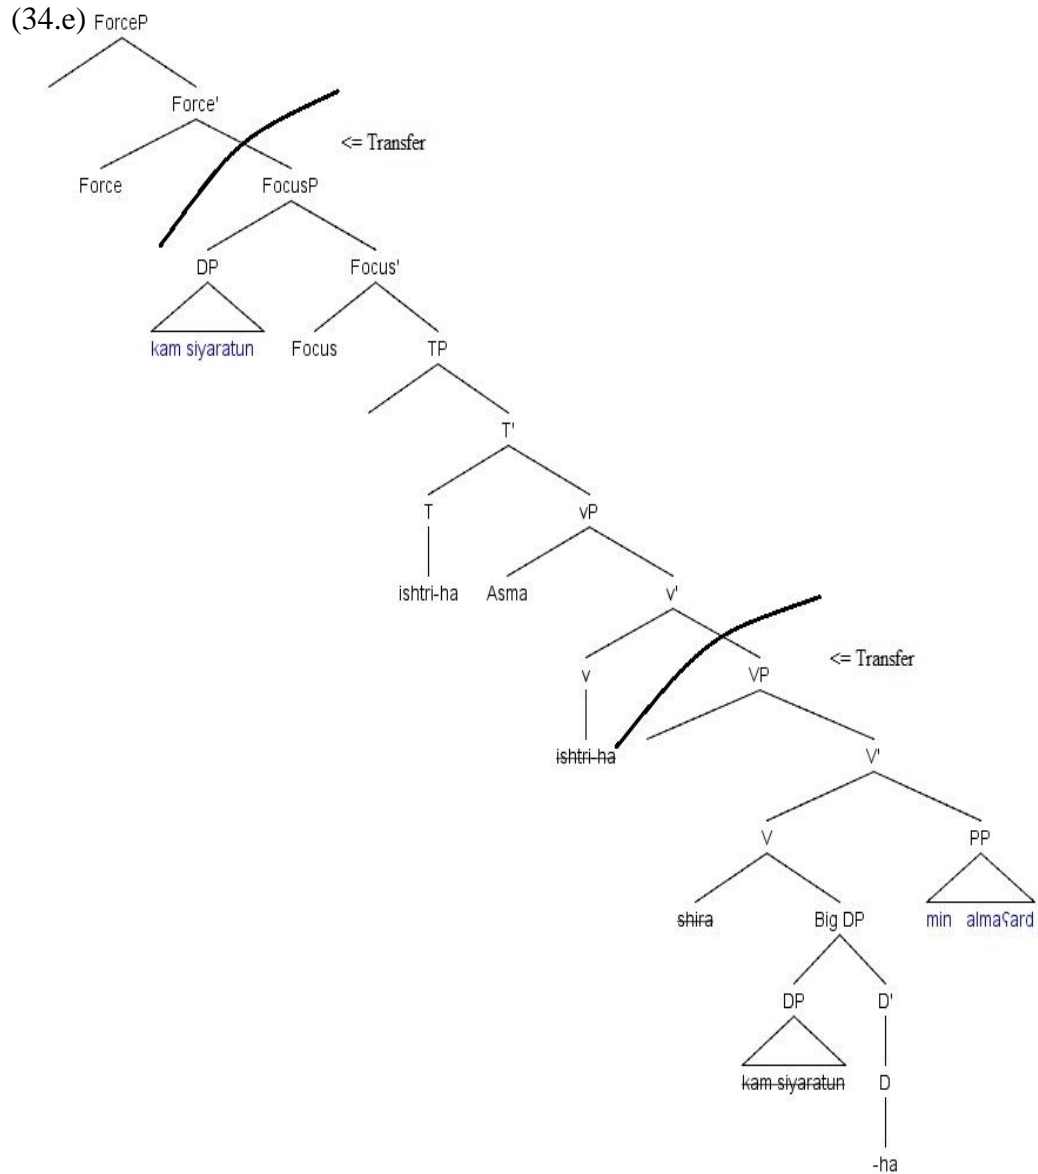 (34.e) ForceP
Force'
<= Transfer
Force FocusP
DP Focus'
kam siyaratun Focus TP
T'
T vP
ishtri-ha Asma v'
<= Transfer
v VP
ishtri-ha V'
V PP
shira Big DP min almaʕard
DP D'
kam siyaratun D
-ha